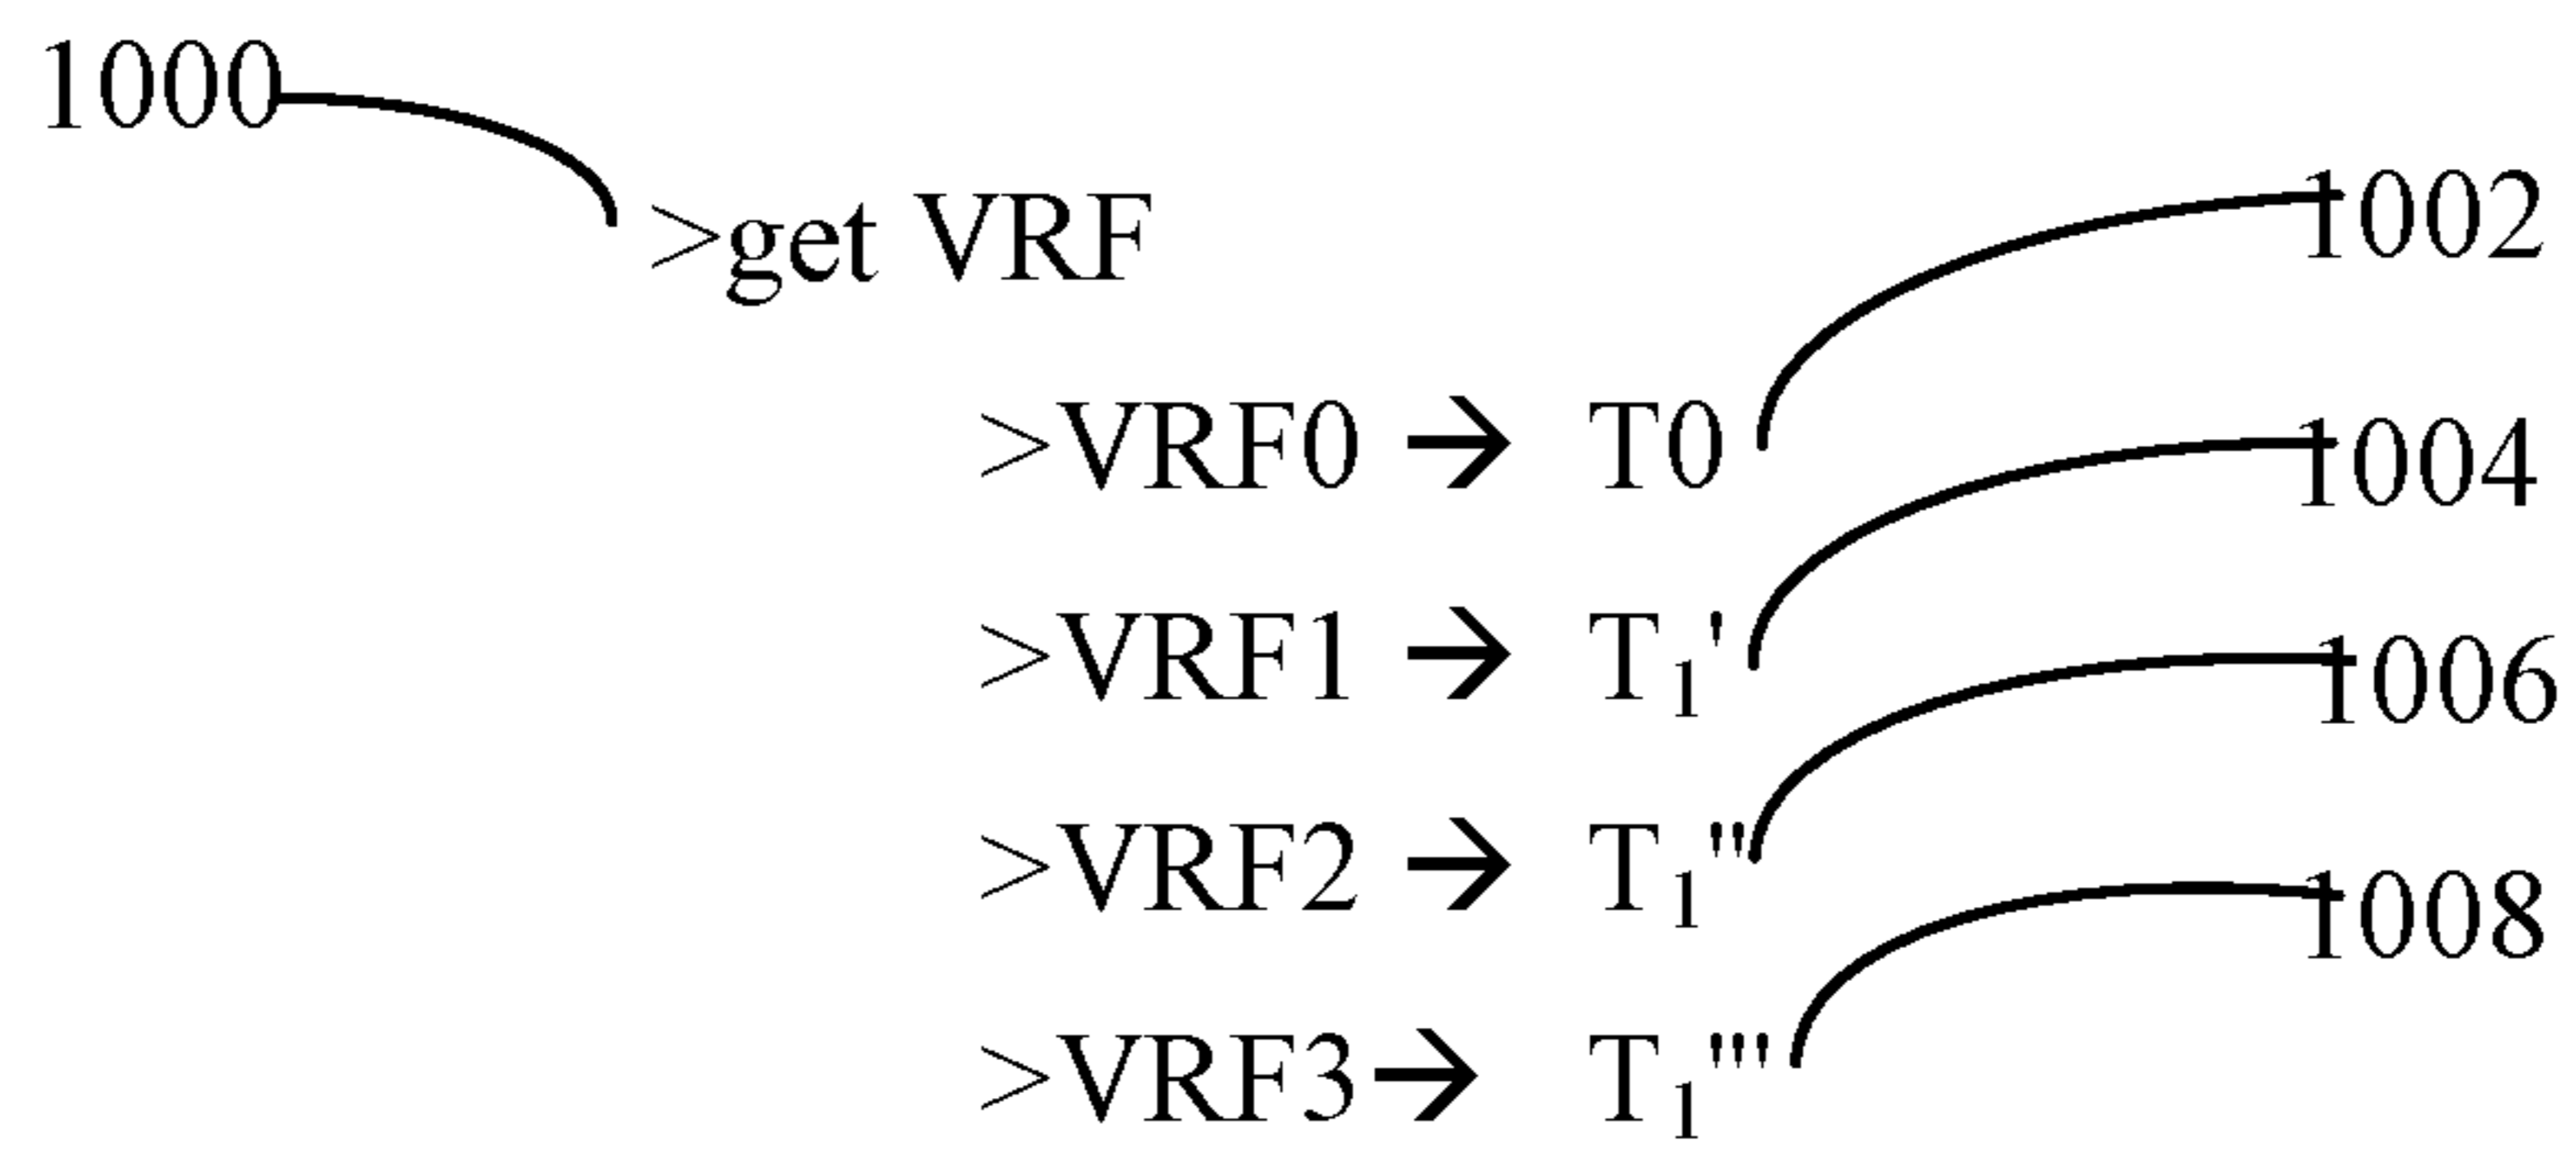 1000
>get VRF
1002
>VRF0 → T0
1004
>VRF1 → T₁'
1006
>VRF2 → T₁''
1008
>VRF3→ T₁'''